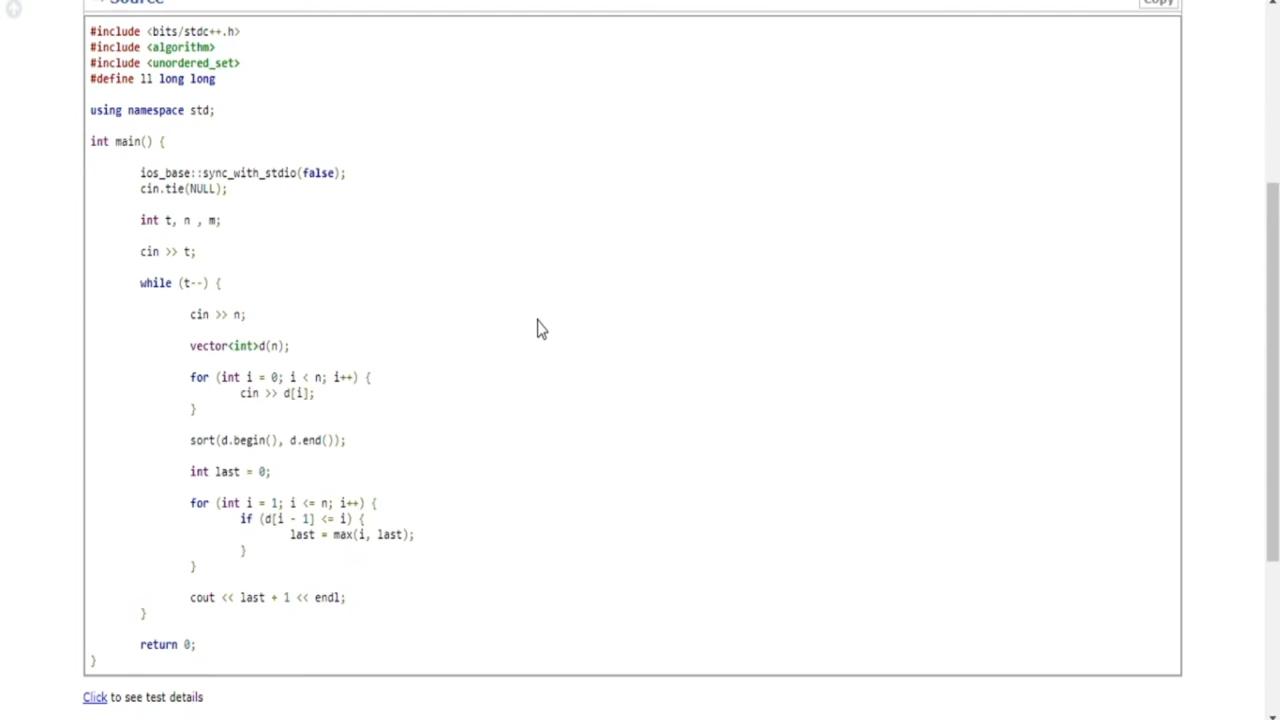 → Source
Copy
#include <bits/stdc++.h>
#include <algorithm>
#include <unordered_set>
#define ll long long
using namespace std;
int main() {
ios_base::sync_with_stdio(false);
cin.tie(NULL);
int t, n , m;
cin >> t;
while (t--) {
cin >> n;
vector<int>d(n);
for (int i = 0; i < n; i++) {
cin >> d[i];
}
sort(d.begin(), d.end());
int last = 0;
for (int i = 1; i <= n; i++) {
if (d[i - 1] <= i) {
last = max(i, last);
}
}
cout << last + 1 << endl;
}
return 0;
}
Click to see test details